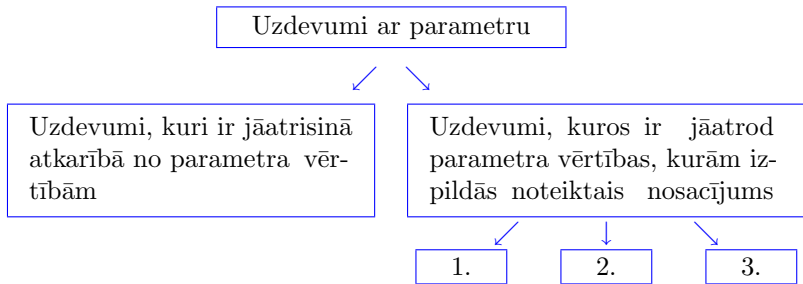 Uzdevumi ar parametru
Uzdevumi, kuri ir jāatrisinā
atkarībā no parametra vēr-
tībām
Uzdevumi, kuros ir jāatrod
parametra vērtības, kurām iz-
pildās noteiktais nosacījums
1.
2.
3.